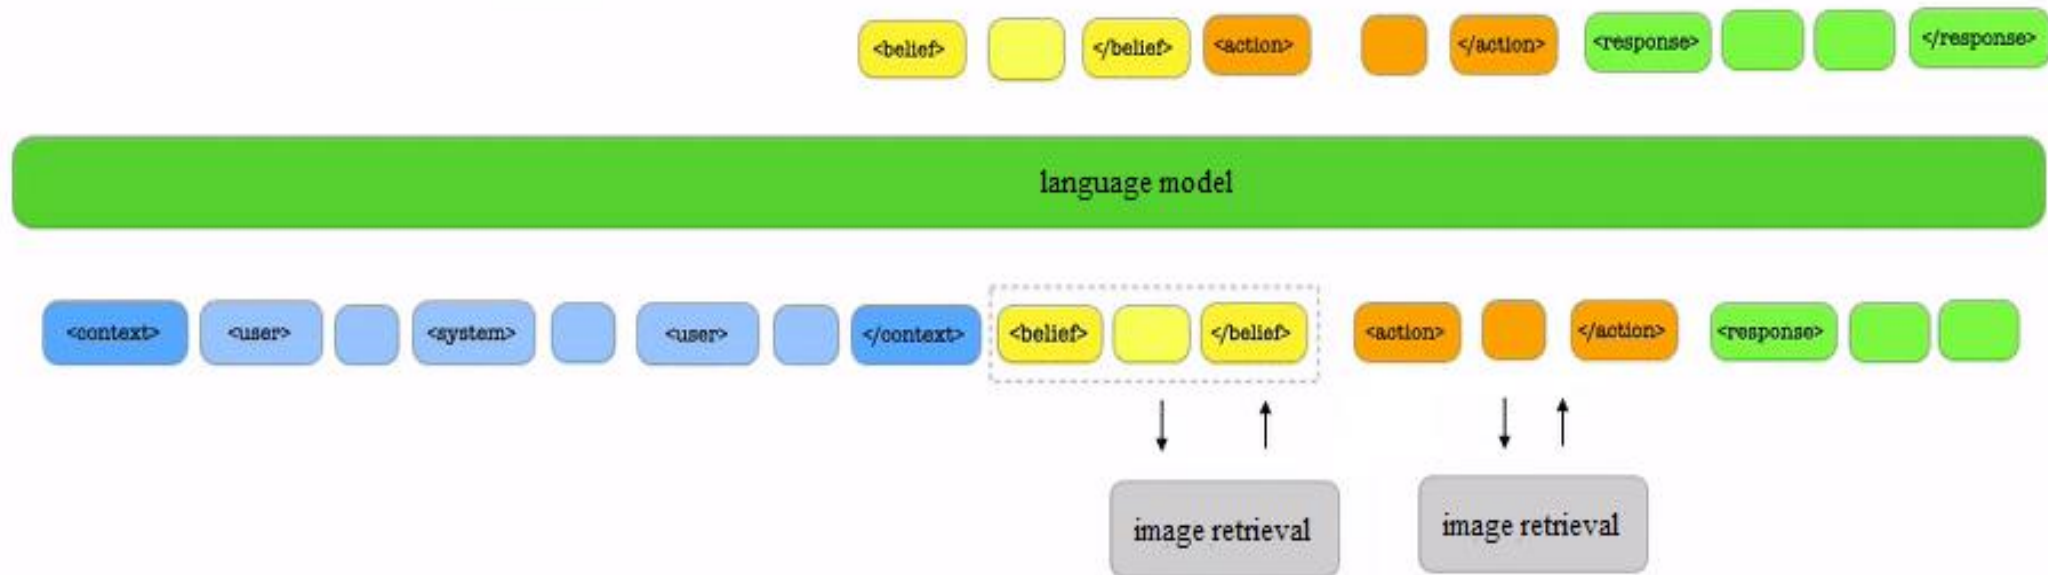 <belief> </belief> <action> </action> <response> </response>
language model
<context> <user> <system> <user> </context> <belief> </belief> <action> </action> <response>
image retrieval image retrieval